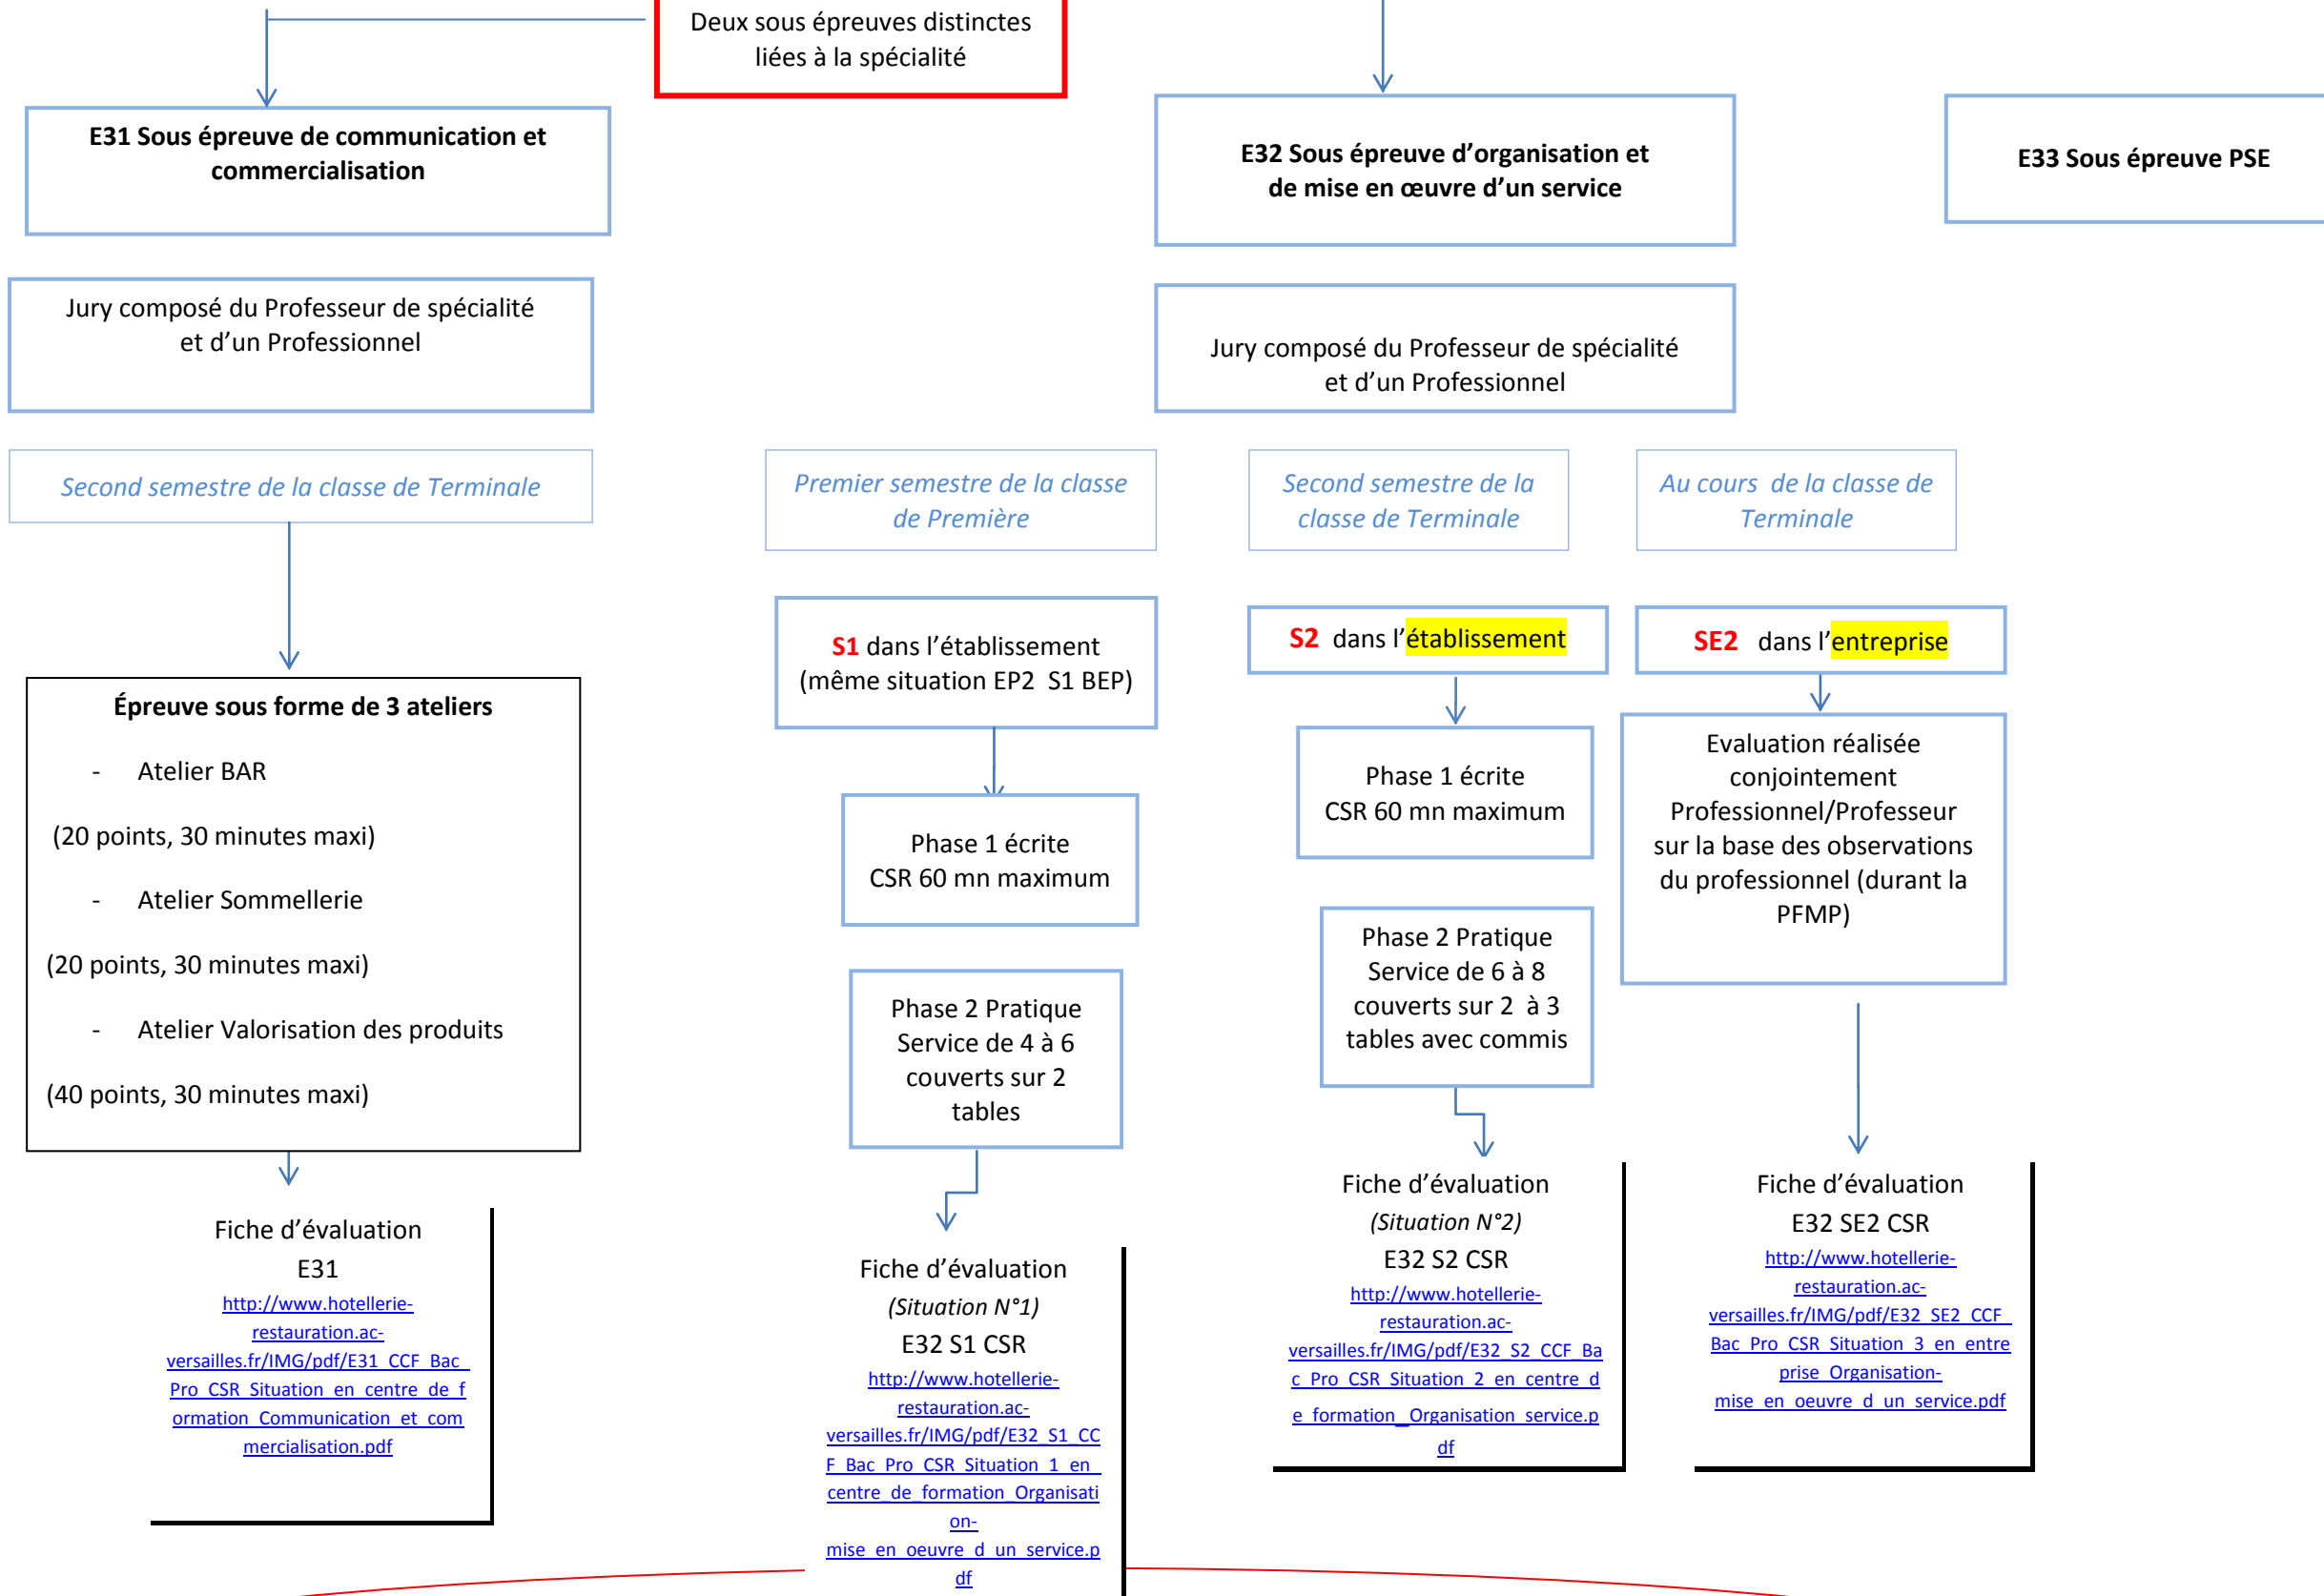 Deux sous épreuves distinctes
liées à la spécialité
E31 Sous épreuve de communication et
commercialisation
E32 Sous épreuve d’organisation et
de mise en œuvre d’un service
E33 Sous épreuve PSE
Jury composé du Professeur de spécialité
et d’un Professionnel
Jury composé du Professeur de spécialité
et d’un Professionnel
Second semestre de la classe de Terminale
Premier semestre de la classe
de Première
Second semestre de la
classe de Terminale
Au cours de la classe de
Terminale
Épreuve sous forme de 3 ateliers
- Atelier BAR
(20 points, 30 minutes maxi)
- Atelier Sommellerie
(20 points, 30 minutes maxi)
- Atelier Valorisation des produits
(40 points, 30 minutes maxi)
Fiche d’évaluation
E31
http://www.hotellerie-
restauration.ac-
versailles.fr/IMG/pdf/E31_CCF_Bac_
Pro_CSR_Situation_en_centre_de_f
ormation_Communication_et_com
mercialisation.pdf
S1 dans l’établissement
(même situation EP2 S1 BEP)
Phase 1 écrite
CSR 60 mn maximum
Phase 2 Pratique
Service de 4 à 6
couverts sur 2
tables
Fiche d’évaluation
(Situation N°1)
E32 S1 CSR
http://www.hotellerie-
restauration.ac-
versailles.fr/IMG/pdf/E32_S1_CC
F_Bac_Pro_CSR_Situation_1_en_
centre_de_formation_Organisati
on-
mise_en_oeuvre_d_un_service.p
df
S2 dans l’établissement
Phase 1 écrite
CSR 60 mn maximum
Phase 2 Pratique
Service de 6 à 8
couverts sur 2 à 3
tables avec commis
Fiche d’évaluation
(Situation N°2)
E32 S2 CSR
http://www.hotellerie-
restauration.ac-
versailles.fr/IMG/pdf/E32_S2_CCF_Ba
c_Pro_CSR_Situation_2_en_centre_d
e_formation_Organisation_service.p
df
SE2 dans l’entreprise
Evaluation réalisée
conjointement
Professionnel/Professeur
sur la base des observations
du professionnel (durant la
PFMP)
Fiche d’évaluation
E32 SE2 CSR
http://www.hotellerie-
restauration.ac-
versailles.fr/IMG/pdf/E32_SE2_CCF_
Bac_Pro_CSR_Situation_3_en_entre
prise_Organisation-
mise_en_oeuvre_d_un_service.pdf